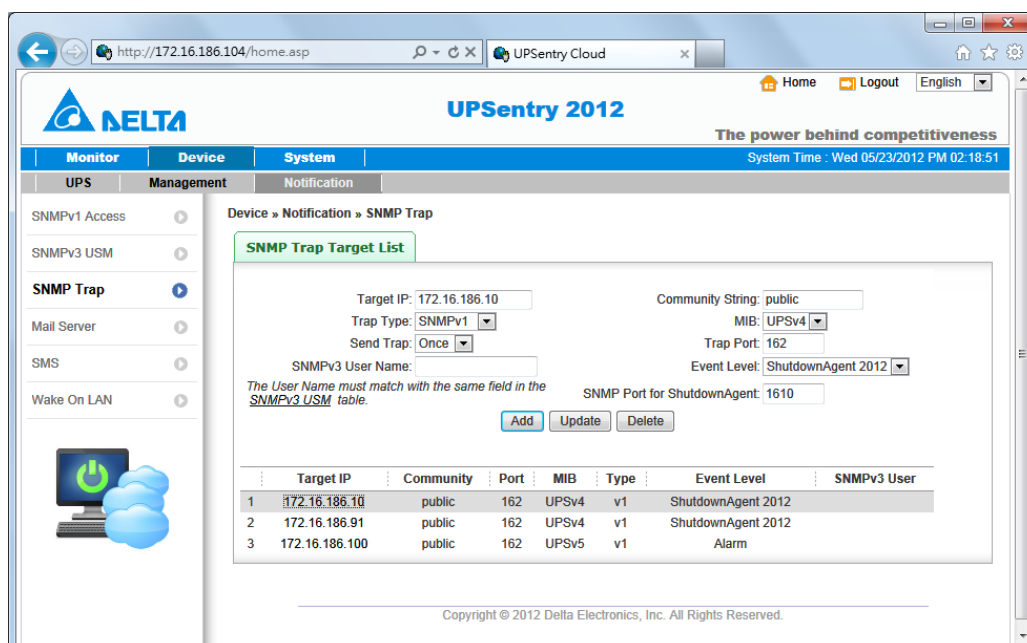 http://172.16.186.104/home.asp
UPSentry Cloud
Home
Logout
English
DELTA
UPSentry 2012
The power behind competitiveness
Monitor Device System
System Time : Wed 05/23/2012 PM 02:18:51
UPS Management Notification
SNMPv1 Access
SNMPv3 USM
SNMP Trap
Mail Server
SMS
Wake On LAN
Device » Notification » SNMP Trap
SNMP Trap Target List
Target IP: 172.16.186.10 Community String: public
Trap Type: SNMPv1 MIB: UPSv4
Send Trap: Once Trap Port: 162
SNMPv3 User Name: Event Level: ShutdownAgent 2012
The User Name must match with the same field in the
SNMPv3 USM table.
SNMP Port for ShutdownAgent: 1610
Add Update Delete
Target IP Community Port MIB Type Event Level SNMPv3 User
1 172.16.186.10 public 162 UPSv4 v1 ShutdownAgent 2012
2 172.16.186.91 public 162 UPSv4 v1 ShutdownAgent 2012
3 172.16.186.100 public 162 UPSv5 v1 Alarm
Copyright © 2012 Delta Electronics, Inc. All Rights Reserved.